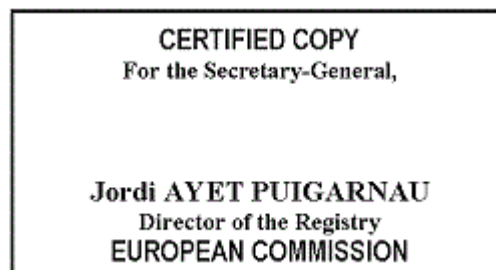 CERTIFIED COPY
For the Secretary-General,
Jordi AYET PUIGARNAU
Director of the Registry
EUROPEAN COMMISSION